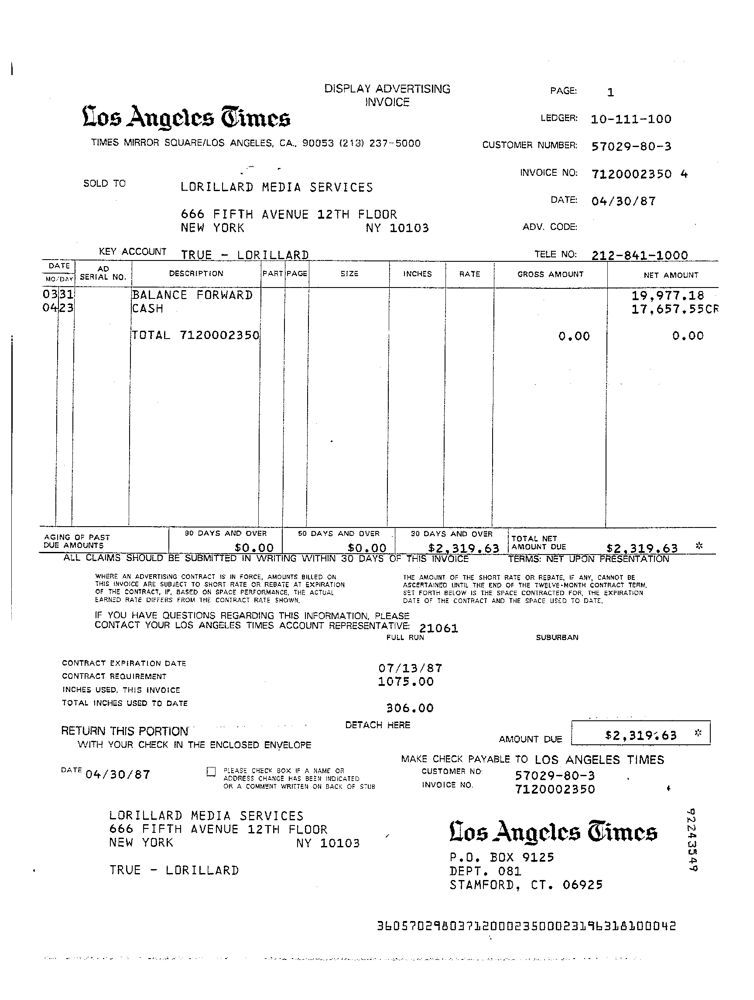 DISPLAY ADVERTISING
INVOICE
PAGE: 1
Los Angeles Times
LEDGER: 10-111-100
TIMES MIRROR SQUARE/LOS ANGELES, CA., 90053 (213) 237-5000
CUSTOMER NUMBER: 57029-80-3
INVOICE NO: 7120002350 4
SOLD TO LORILLARD MEDIA SERVICES
DATE: 04/30/87
666 FIFTH AVENUE 12TH FLOOR
NEW YORK NY 10103
ADV. CODE:
KEY ACCOUNT TRUE - LORILLARD
TELE NO: 212-841-1000
DATE MO/DAY AD SERIAL NO. DESCRIPTION PART PAGE SIZE INCHES RATE GROSS AMOUNT NET AMOUNT
03 31 BALANCE FORWARD 19,977.18
04 23 CASH 17,657.55CR
TOTAL 7120002350 0.00 0.00
AGING OF PAST DUE AMOUNTS
90 DAYS AND OVER $0.00
60 DAYS AND OVER $0.00
30 DAYS AND OVER $2,319.63
TOTAL NET AMOUNT DUE $2,319.63 *
ALL CLAIMS SHOULD BE SUBMITTED IN WRITING WITHIN 30 DAYS OF THIS INVOICE TERMS: NET UPON PRESENTATION
WHERE AN ADVERTISING CONTRACT IS IN FORCE, AMOUNTS BILLED ON
THIS INVOICE ARE SUBJECT TO SHORT RATE OR REBATE AT EXPIRATION
OF THE CONTRACT, IF, BASED ON SPACE PERFORMANCE, THE ACTUAL
EARNED RATE DIFFERS FROM THE CONTRACT RATE SHOWN.
THE AMOUNT OF THE SHORT RATE OR REBATE, IF ANY, CANNOT BE
ASCERTAINED UNTIL THE END OF THE TWELVE-MONTH CONTRACT TERM.
SET FORTH BELOW IS THE SPACE CONTRACTED FOR, THE EXPIRATION
DATE OF THE CONTRACT AND THE SPACE USED TO DATE.
IF YOU HAVE QUESTIONS REGARDING THIS INFORMATION, PLEASE
CONTACT YOUR LOS ANGELES TIMES ACCOUNT REPRESENTATIVE: 21061
FULL RUN SUBURBAN
CONTRACT EXPIRATION DATE 07/13/87
CONTRACT REQUIREMENT 1075.00
INCHES USED, THIS INVOICE
TOTAL INCHES USED TO DATE 306.00
DETACH HERE
RETURN THIS PORTION
WITH YOUR CHECK IN THE ENCLOSED ENVELOPE
AMOUNT DUE $2,319.63 *
MAKE CHECK PAYABLE TO LOS ANGELES TIMES
DATE 04/30/87
PLEASE CHECK BOX IF A NAME OR
ADDRESS CHANGE HAS BEEN INDICATED
OR A COMMENT WRITTEN ON BACK OF STUB
CUSTOMER NO: 57029-80-3
INVOICE NO. 7120002350
LORILLARD MEDIA SERVICES
666 FIFTH AVENUE 12TH FLOOR
NEW YORK NY 10103
TRUE - LORILLARD
Los Angeles Times
P.O. BOX 9125
DEPT. 081
STAMFORD, CT. 06925
92243549
36057029803712000235000231963181000​42